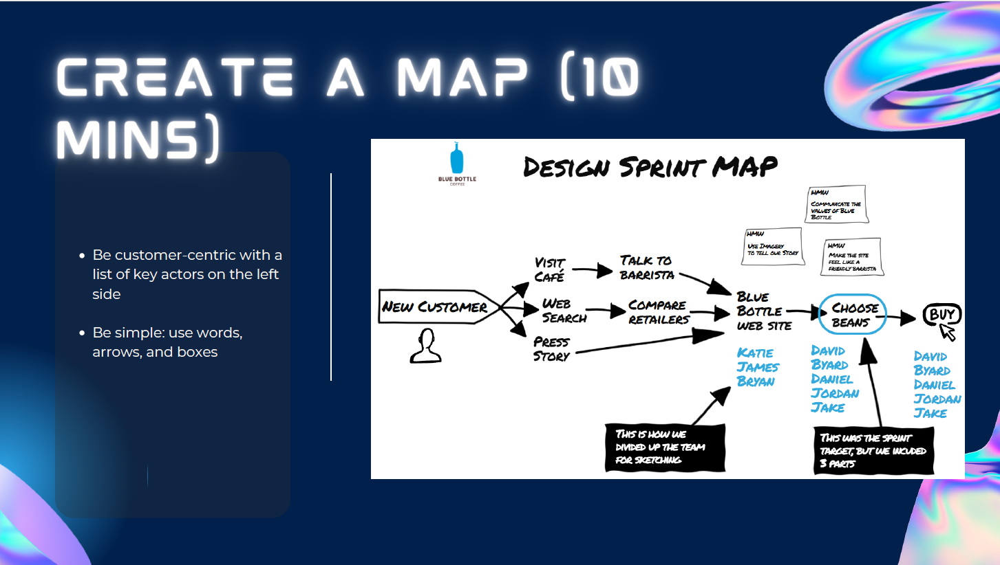 CREATE A MAP (10
MINS)
Be customer-centric with a
list of key actors on the left
side
Be simple: use words,
arrows, and boxes
BLUE BOTTLE
COFFEE
DESIGN SPRINT MAP
HMW
COMMUNICATE THE
VALUES OF BLUE
BOTTLE
HMW
USE IMAGERY
TO TELL OUR STORY
HMW
MAKE THE SITE
FEEL LIKE A
FRIENDLY BARRISTA
NEW CUSTOMER
VISIT
CAFÉ
TALK TO
BARRISTA
WEB
SEARCH
COMPARE
RETAILERS
PRESS
STORY
BLUE
BOTTLE
WEB SITE
CHOOSE
BEANS
BUY
KATIE
JAMES
BRYAN
DAVID
BYARD
DANIEL
JORDAN
JAKE
DAVID
BYARD
DANIEL
JORDAN
JAKE
THIS IS HOW WE
DIVIDED UP THE TEAM
FOR SKETCHING
THIS WAS THE SPRINT
TARGET, BUT WE INCUDED
3 PARTS